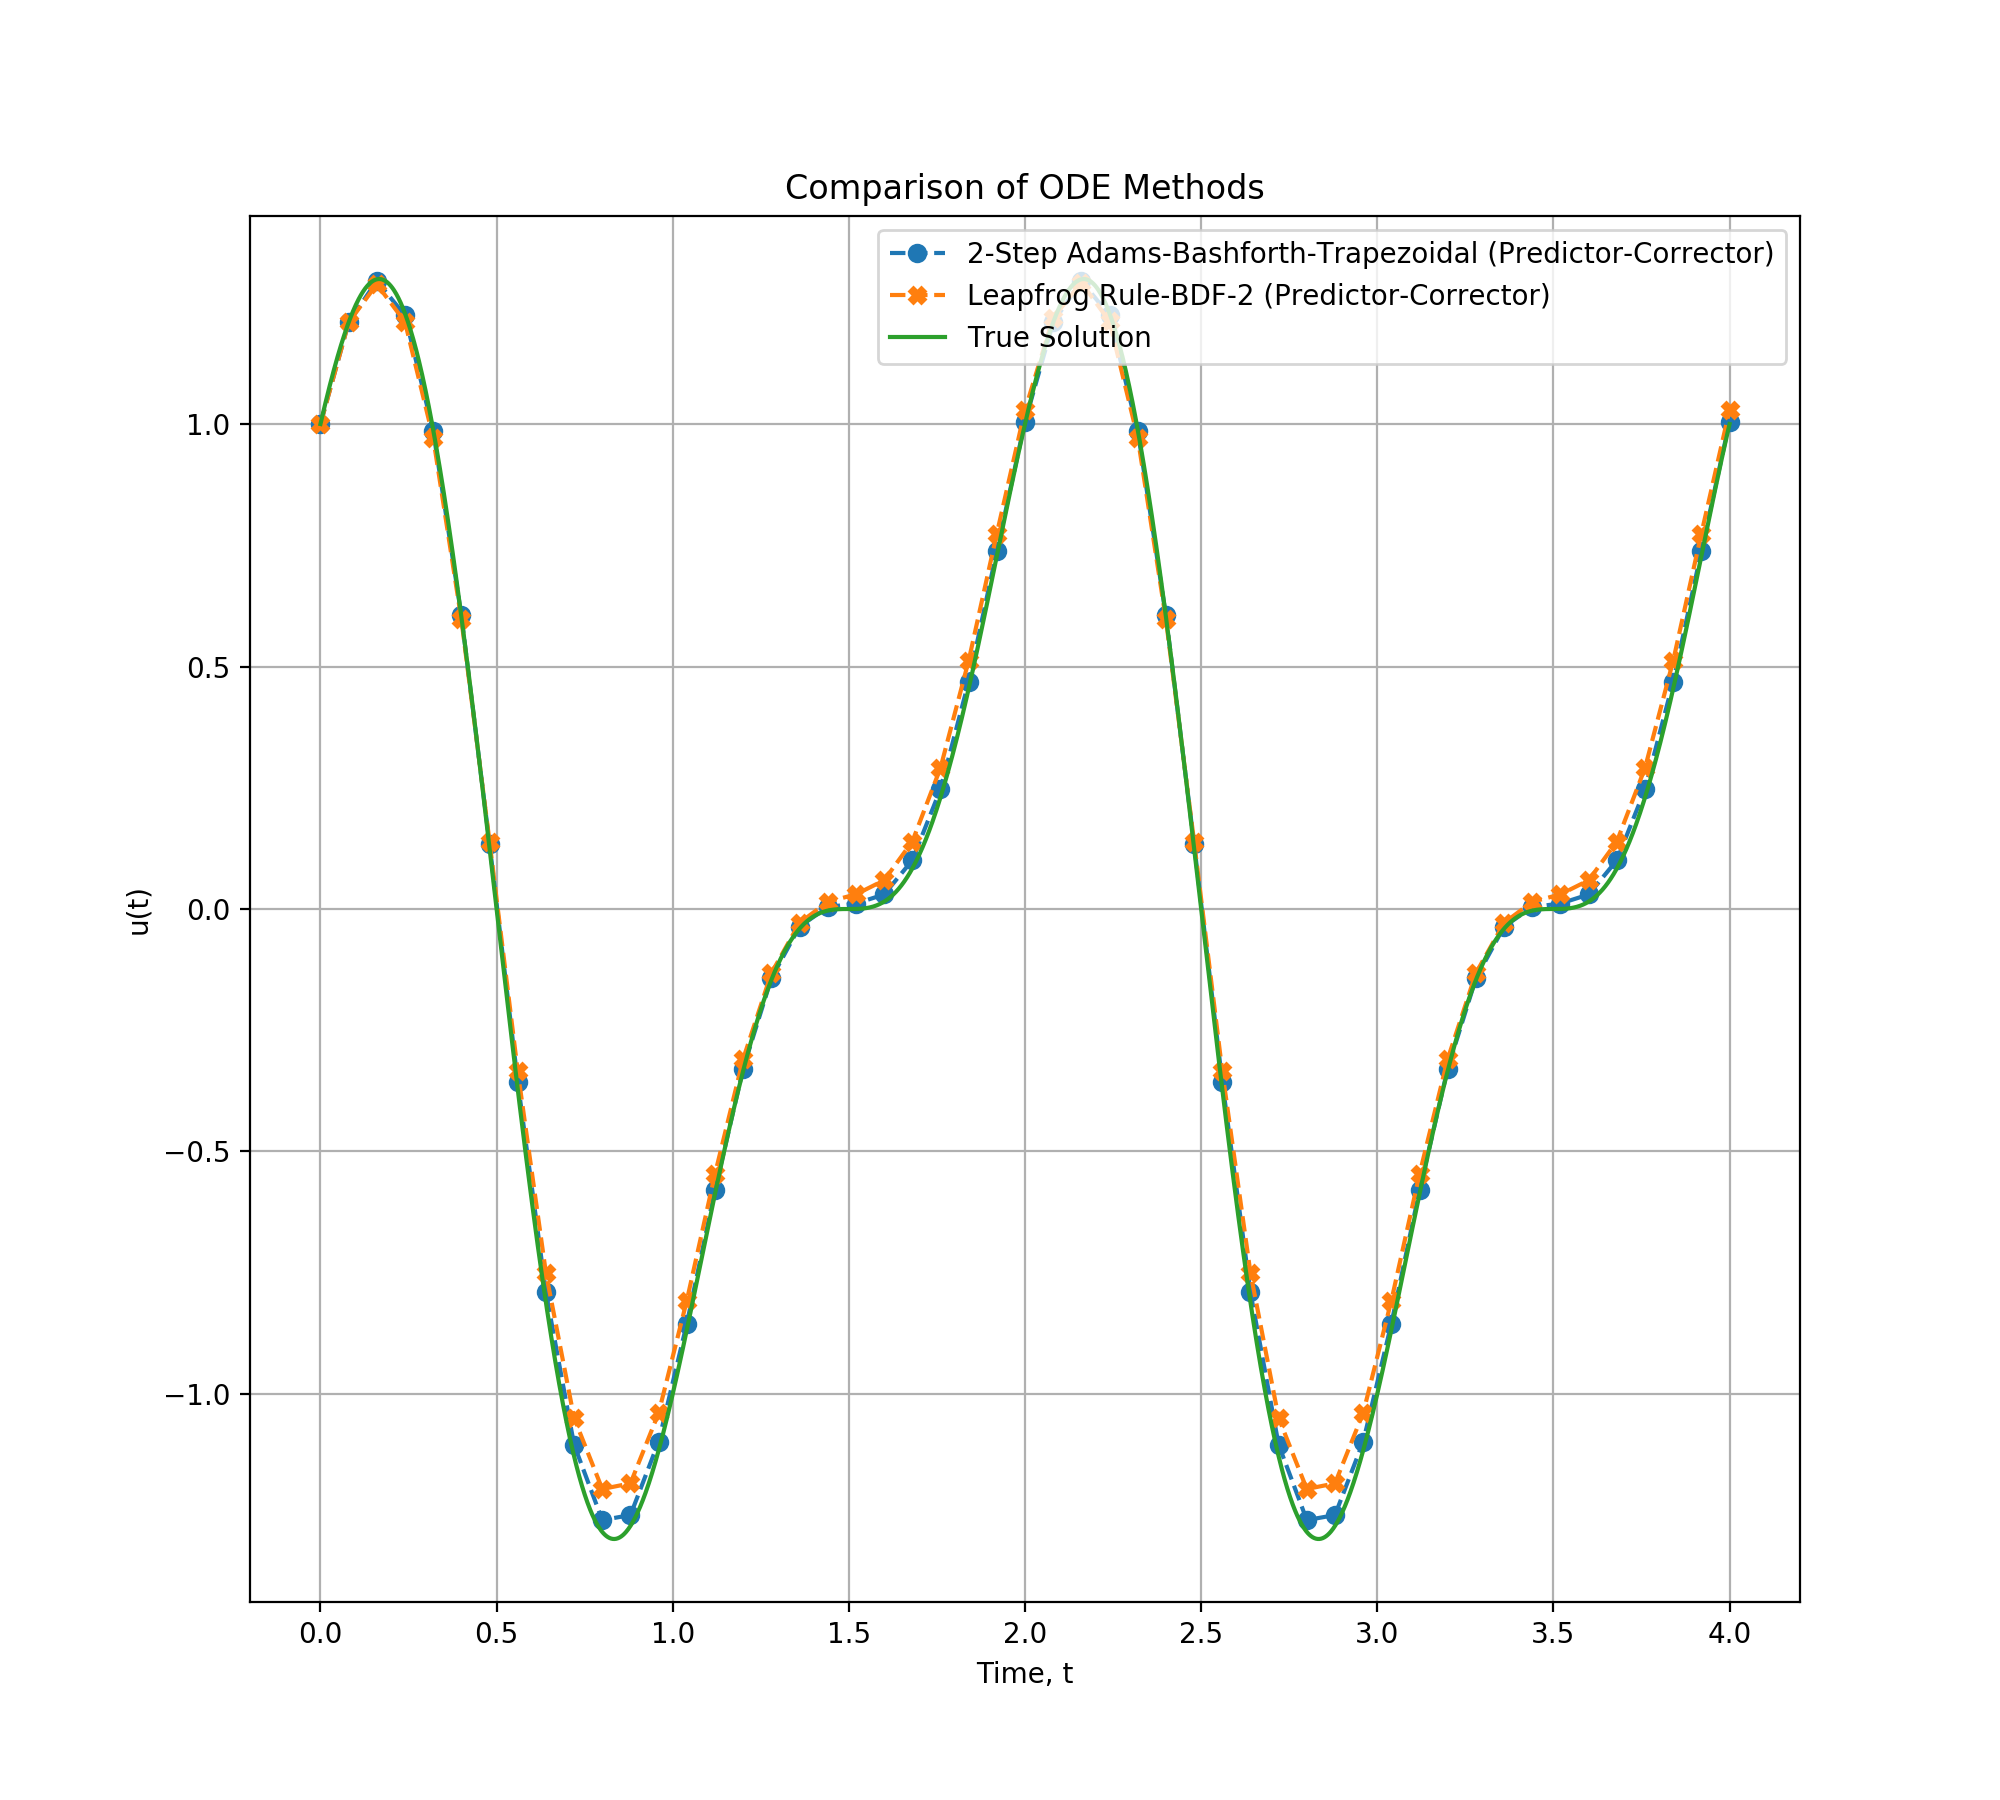 Comparison of ODE Methods
2-Step Adams-Bashforth-Trapezoidal (Predictor-Corrector)
Leapfrog Rule-BDF-2 (Predictor-Corrector)
True Solution
1.0
0.5
0.0
−0.5
−1.0
u(t)
0.0 0.5 1.0 1.5 2.0 2.5 3.0 3.5 4.0
Time, t